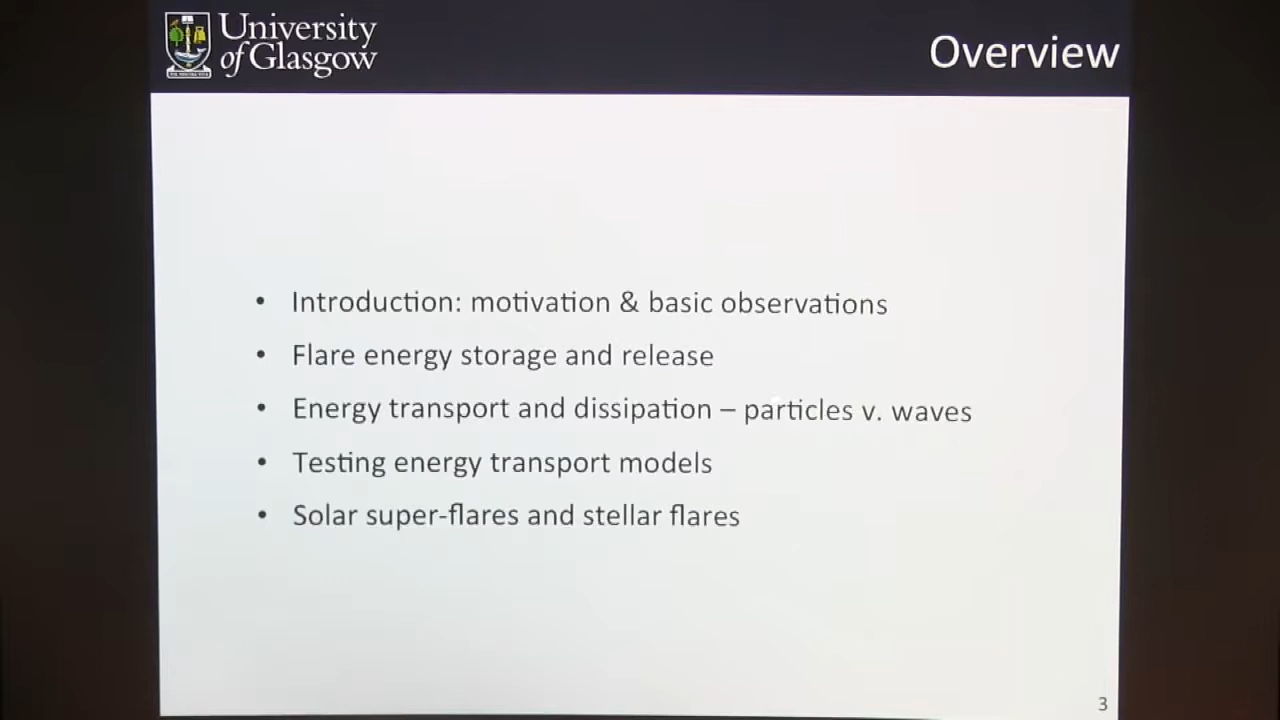 University
of Glasgow
Overview
• Introduction: motivation & basic observations
• Flare energy storage and release
• Energy transport and dissipation – particles v. waves
• Testing energy transport models
• Solar super-flares and stellar flares
3